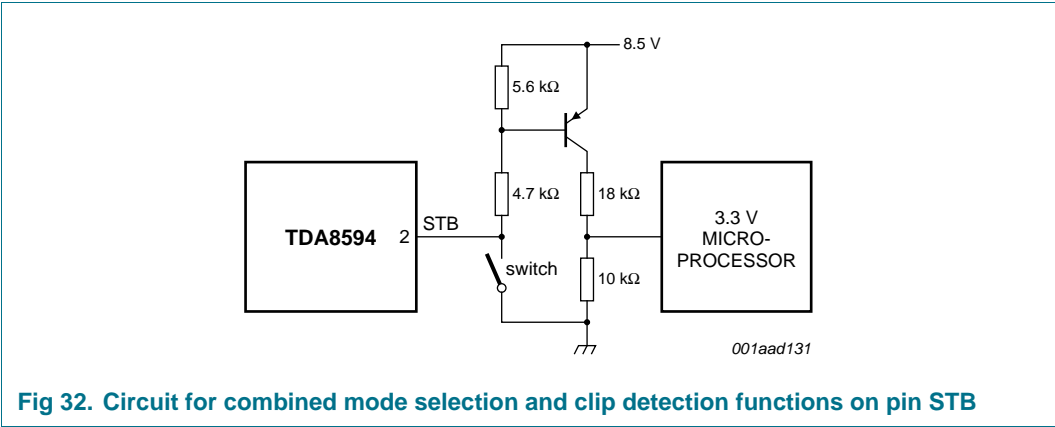 8.5 V
5.6 kΩ
4.7 kΩ
18 kΩ
TDA8594
2
STB
switch
10 kΩ
3.3 V
MICRO-
PROCESSOR
001aad131
Fig 32. Circuit for combined mode selection and clip detection functions on pin STB